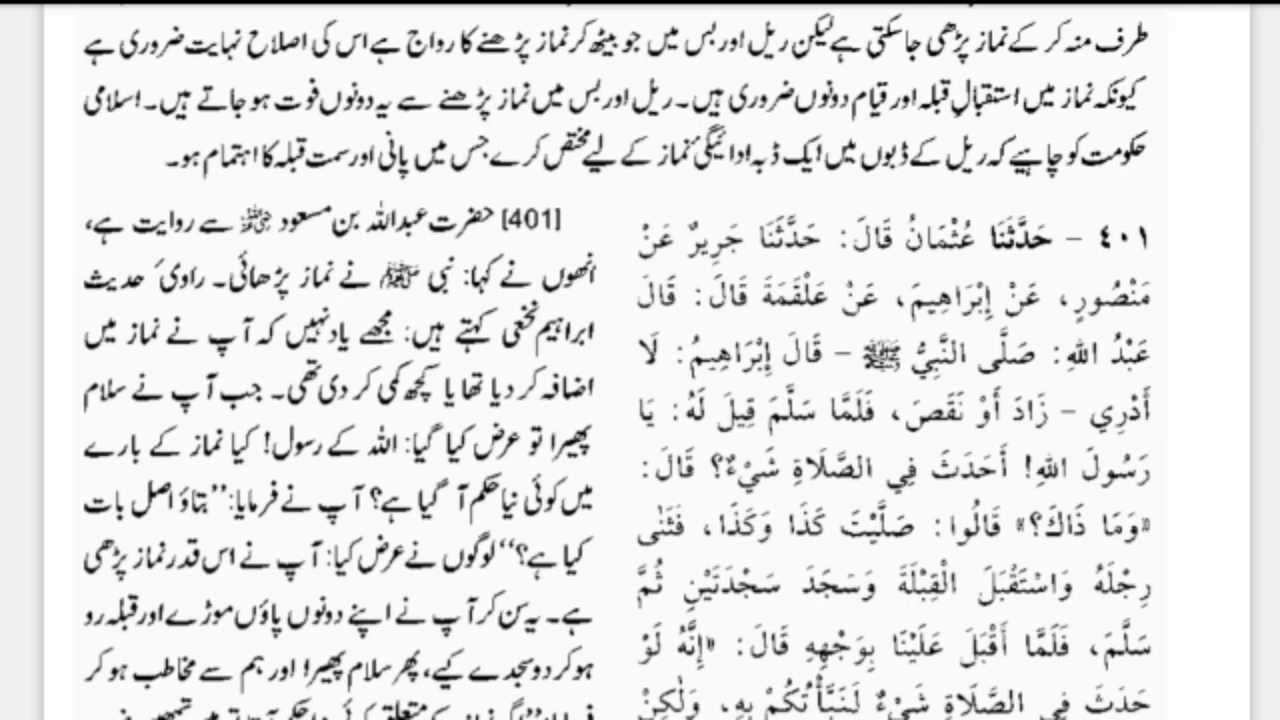 طرف منہ کر کے نماز پڑھی جاسکتی ہے لیکن ریل اور بس میں جو بیٹھ کر نماز پڑھنے کا رواج ہے اس کی اصلاح نہایت ضروری ہے
کیونکہ نماز میں استقبالِ قبلہ اور قیام دونوں ضروری ہیں۔ ریل اور بس میں نماز پڑھنے سے یہ دونوں فوت ہو جاتے ہیں۔ اسلامی
حکومت کو چاہیے کہ ریل کے ڈبوں میں ایک ڈبہ ادائیگیٔ نماز کے لیے مختص کرے جس میں پانی اور سمت قبلہ کا اہتمام ہو۔
٤٠١ – حَدَّثَنَا عُثْمَانُ قَالَ: حَدَّثَنَا جَرِيرٌ عَنْ
مَنْصُورٍ، عَنْ إِبْرَاهِيمَ، عَنْ عَلْقَمَةَ قَالَ: قَالَ
عَبْدُ اللهِ: صَلَّى النَّبِيُّ ﷺ – قَالَ إِبْرَاهِيمُ: لَا
أَدْرِي – زَادَ أَوْ نَقَصَ، فَلَمَّا سَلَّمَ قِيلَ لَهُ: يَا
رَسُولَ اللهِ! أَحَدَثَ فِي الصَّلَاةِ شَيْءٌ؟ قَالَ:
«وَمَا ذَاكَ؟» قَالُوا: صَلَّيْتَ كَذَا وَكَذَا، فَثَنَى
رِجْلَهُ وَاسْتَقْبَلَ الْقِبْلَةَ وَسَجَدَ سَجْدَتَيْنِ ثُمَّ
سَلَّمَ، فَلَمَّا أَقْبَلَ عَلَيْنَا بِوَجْهِهِ قَالَ: «إِنَّهُ لَوْ
حَدَثَ فِي الصَّلَاةِ شَيْءٌ لَنَبَّأْتُكُمْ بِهِ، وَلَكِنْ
[401] حضرت عبداللہ بن مسعود ؓ سے روایت ہے،
انھوں نے کہا: نبی ﷺ نے نماز پڑھائی۔ راویٔ حدیث
ابراہیم نخعی کہتے ہیں: مجھے یاد نہیں کہ آپ نے نماز میں
اضافہ کر دیا تھا یا کچھ کمی کر دی تھی۔ جب آپ نے سلام
پھیرا تو عرض کیا گیا: اللہ کے رسول! کیا نماز کے بارے
میں کوئی نیا حکم آ گیا ہے؟ آپ نے فرمایا: ’’بتاؤ اصل بات
کیا ہے؟‘‘ لوگوں نے عرض کیا: آپ نے اس قدر نماز پڑھی
ہے۔ یہ سن کر آپ نے اپنے دونوں پاؤں موڑے اور قبلہ رو
ہو کر دو سجدے کیے، پھر سلام پھیرا اور ہم سے مخاطب ہو کر